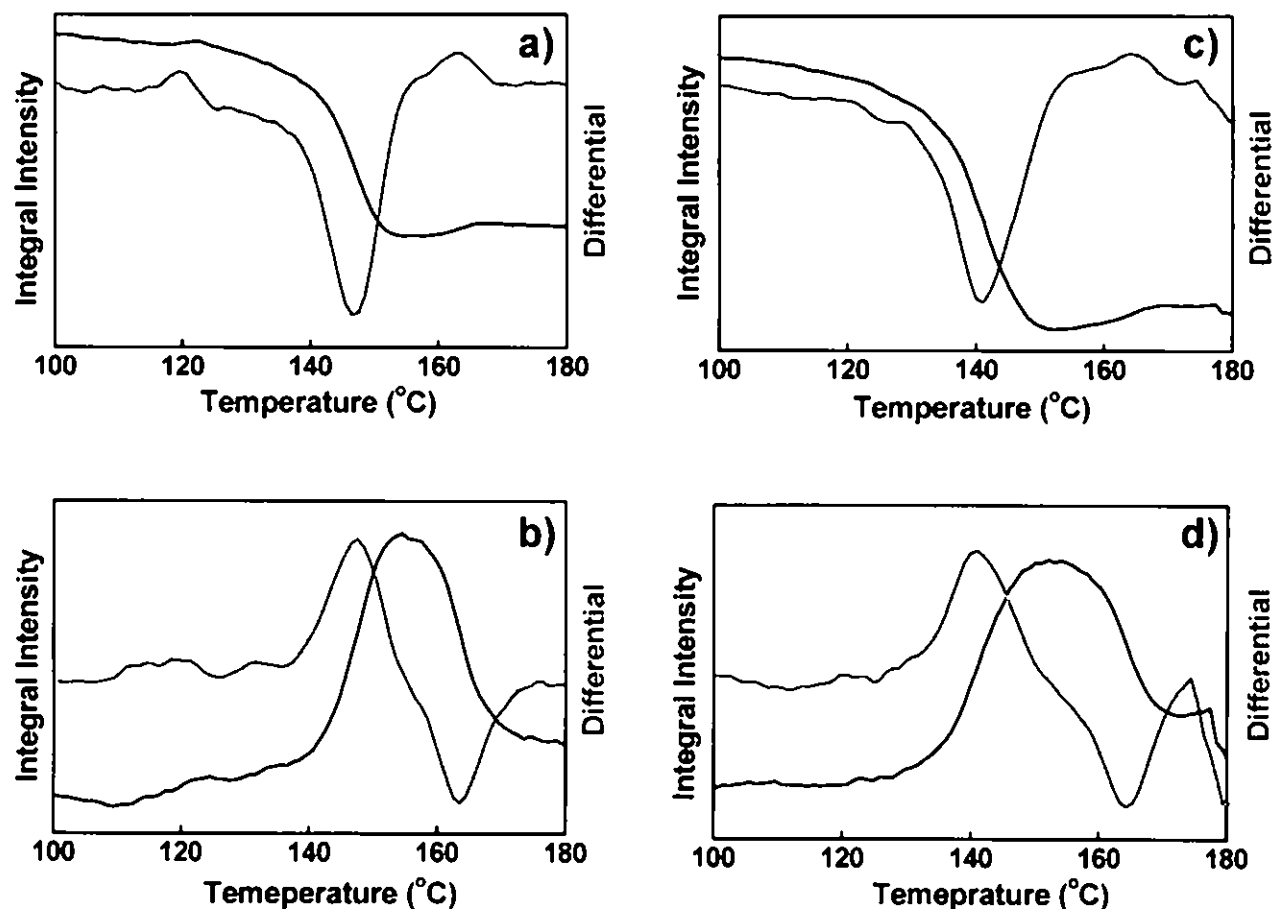 a)
Integral Intensity
Differential
100 120 140 160 180
Temperature (°C)
c)
Integral Intensity
Differential
100 120 140 160 180
Temperature (°C)
b)
Integral Intensity
Differential
100 120 140 160 180
Temeperature (°C)
d)
Integral Intensity
Differential
100 120 140 160 180
Temeprature (°C)